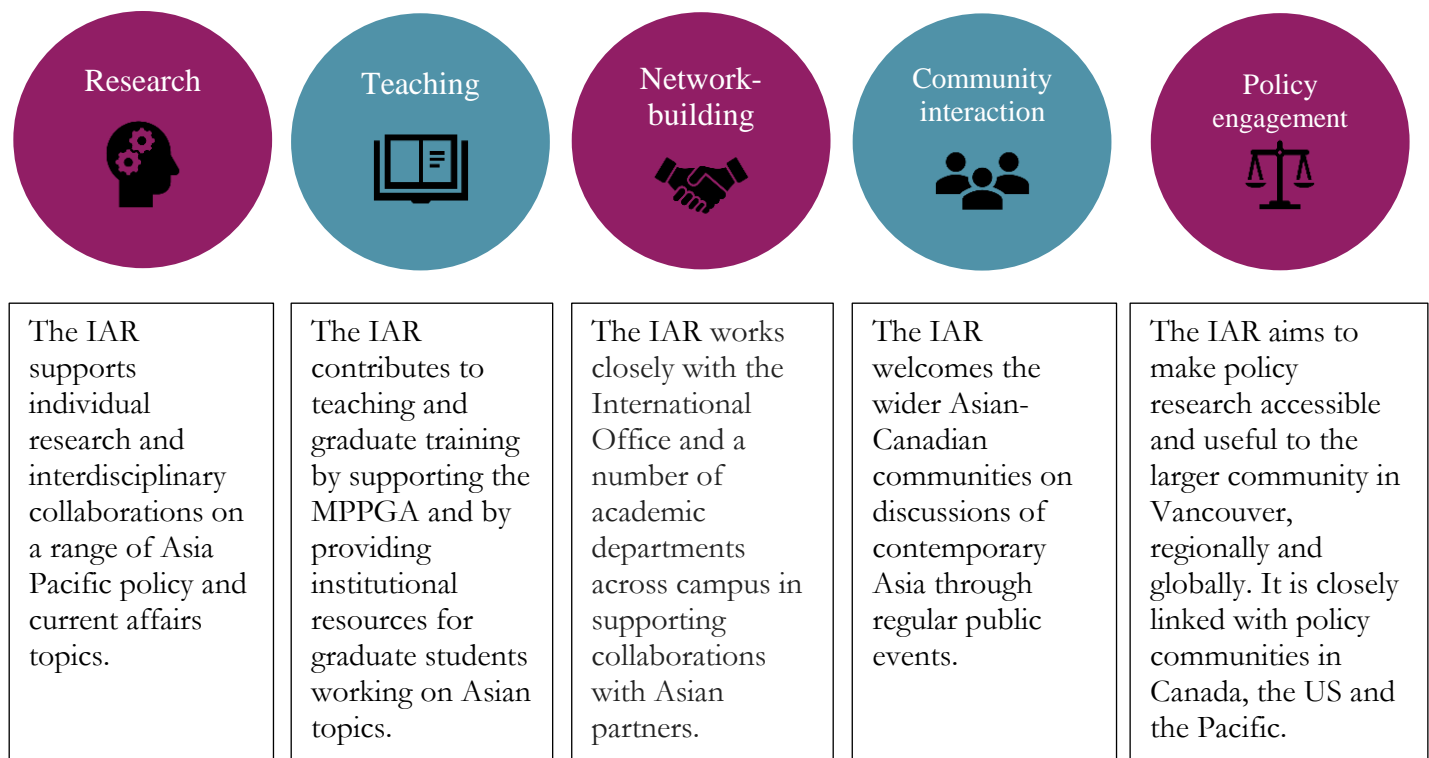 Research
The IAR
supports
individual
research and
interdisciplinary
collaborations on
a range of Asia
Pacific policy and
current affairs
topics.
Teaching
The IAR
contributes to
teaching and
graduate training
by supporting the
MPPGA and by
providing
institutional
resources for
graduate students
working on Asian
topics.
Network-
building
The IAR works
closely with the
International
Office and a
number of
academic
departments
across campus in
supporting
collaborations
with Asian
partners.
Community
interaction
The IAR
welcomes the
wider Asian-
Canadian
communities on
discussions of
contemporary
Asia through
regular public
events.
Policy
engagement
The IAR aims to
make policy
research accessible
and useful to the
larger community in
Vancouver,
regionally and
globally. It is closely
linked with policy
communities in
Canada, the US and
the Pacific.